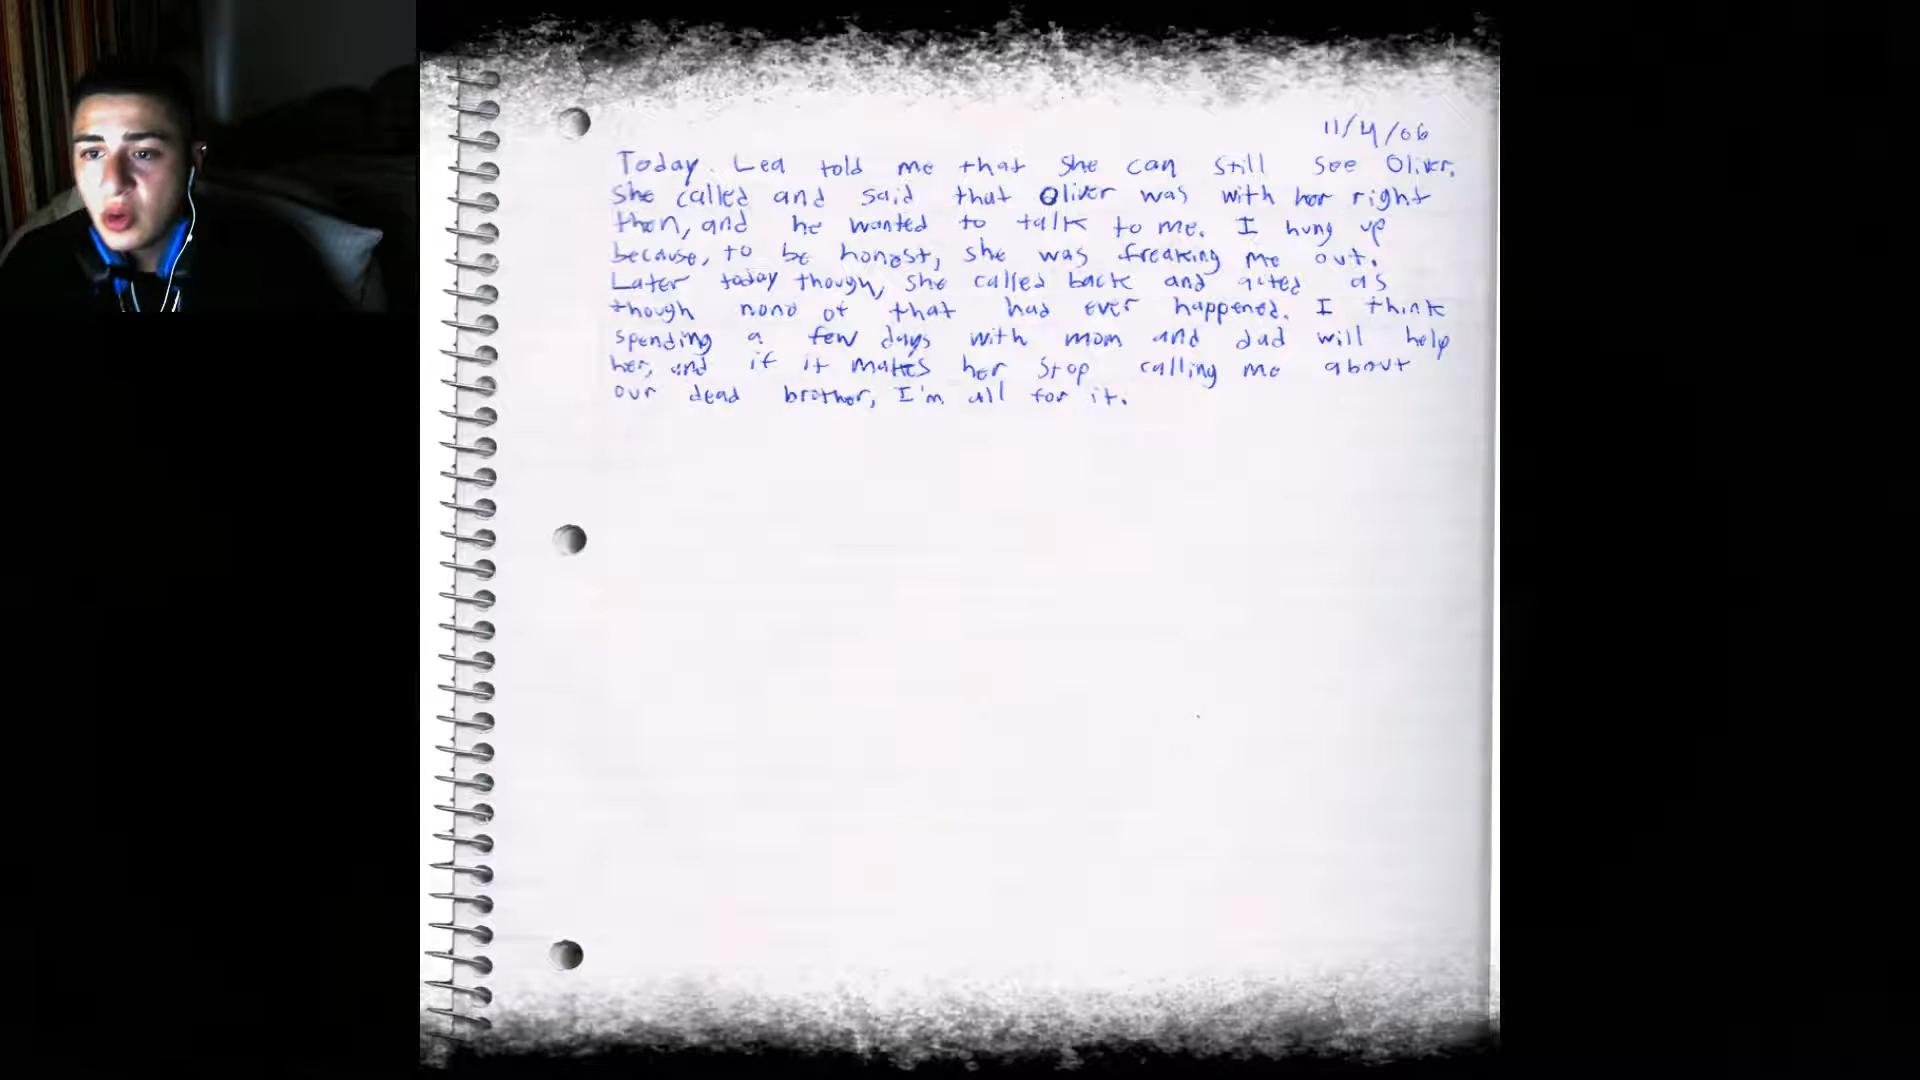 11/4/06
Today. Lea told me that she can still see Oliver.
She called and said that Oliver was with her right
then, and he wanted to talk to me. I hung up
because, to be honest, she was freaking me out.
Later today though, she called back and acted as
though none of that had ever happened. I think
spending a few days with mom and dad will help
her, and if it makes her stop calling me about
our dead brother, I'm all for it.